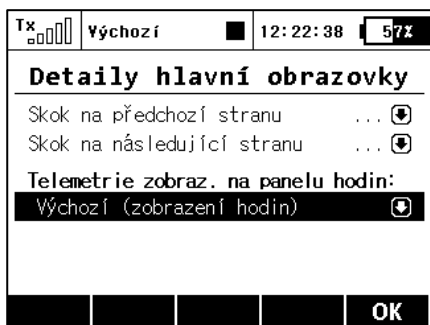 Tx Výchozí 12:22:38 57%
Detaily hlavní obrazovky
Skok na předchozí stranu ...
Skok na následující stranu ...
Telemetrie zobraz. na panelu hodin:
Výchozí (zobrazení hodin)
OK